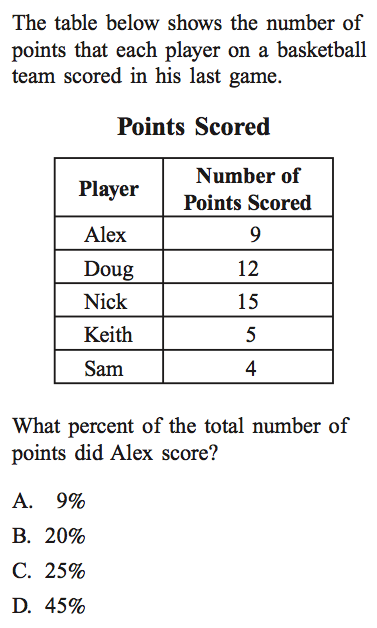 The table below shows the number of
points that each player on a basketball
team scored in his last game.
Points Scored
Player
Number of
Points Scored
Alex 9
Doug 12
Nick 15
Keith 5
Sam 4
What percent of the total number of
points did Alex score?
A. 9%
B. 20%
C. 25%
D. 45%